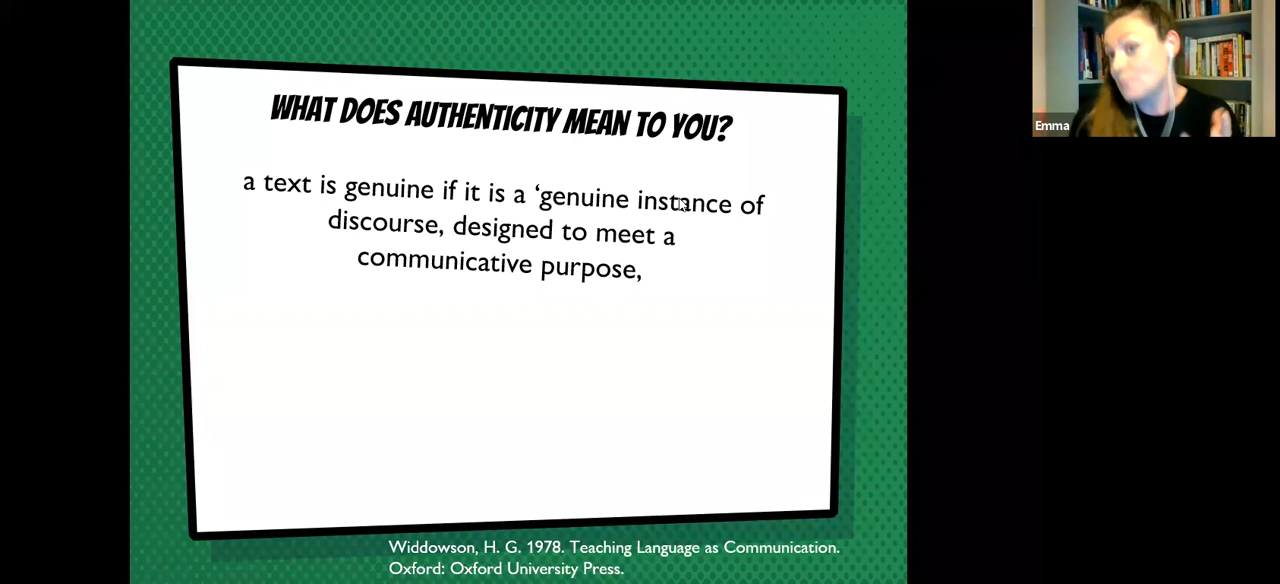 WHAT DOES AUTHENTICITY MEAN TO YOU?
a text is genuine if it is a ‘genuine instance of
discourse, designed to meet a
communicative purpose,
Widdowson, H. G. 1978. Teaching Language as Communication.
Oxford: Oxford University Press.
Emma